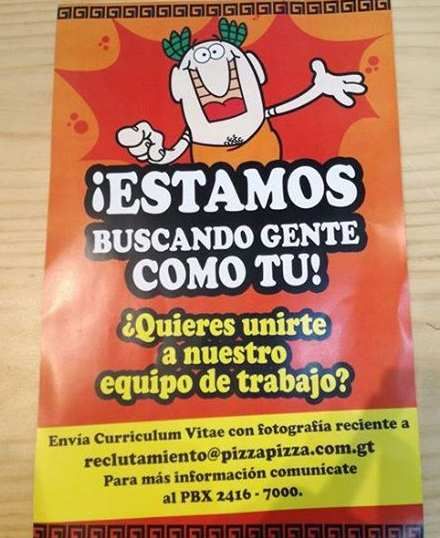 ¡ESTAMOS
BUSCANDO GENTE
COMO TU!
¿Quieres unirte
a nuestro
equipo de trabajo?
Envía Curriculum Vitae con fotografía reciente a
reclutamiento@pizzapizza.com.gt
Para más información comunicate
al PBX 2416 - 7000.